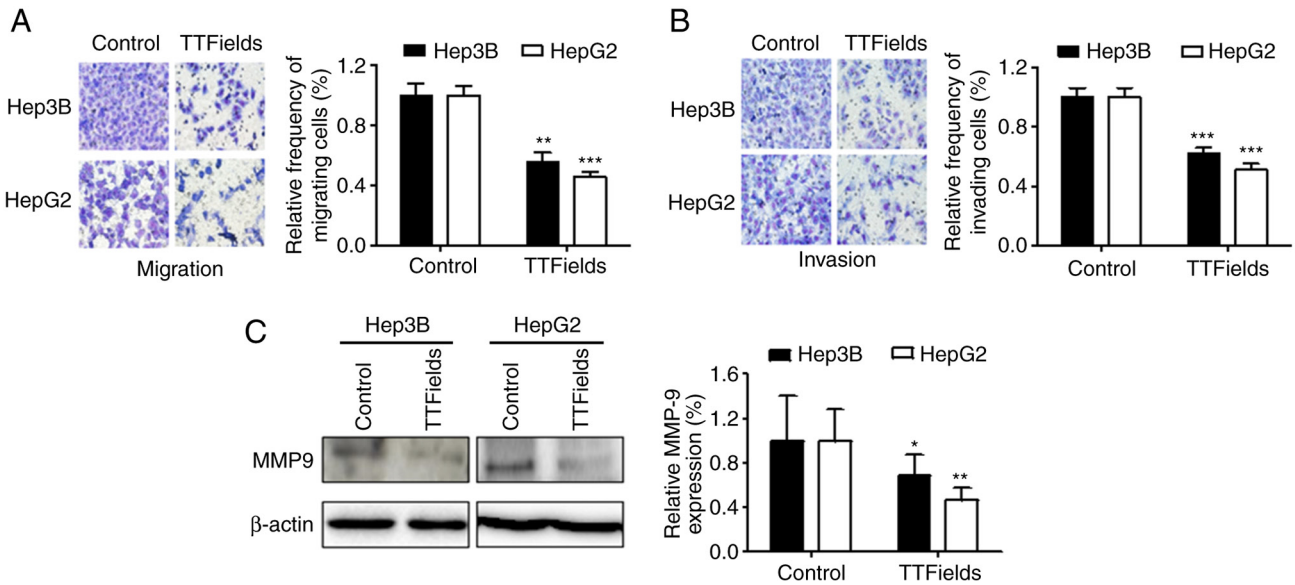 A
Control TTFields
Hep3B
HepG2
Migration
Hep3B HepG2
Relative frequency of
migrating cells (%)
1.2
0.8
0.4
0.0
** ***
Control TTFields
B
Control TTFields
Hep3B
HepG2
Invasion
Hep3B HepG2
Relative frequency of
invading cells (%)
1.2
0.8
0.4
0.0
*** ***
Control TTFields
C
Hep3B HepG2
Control TTFields Control TTFields
MMP9
β-actin
Hep3B HepG2
Relative MMP-9
expression (%)
1.6
1.2
0.8
0.4
0.0
* **
Control TTFields